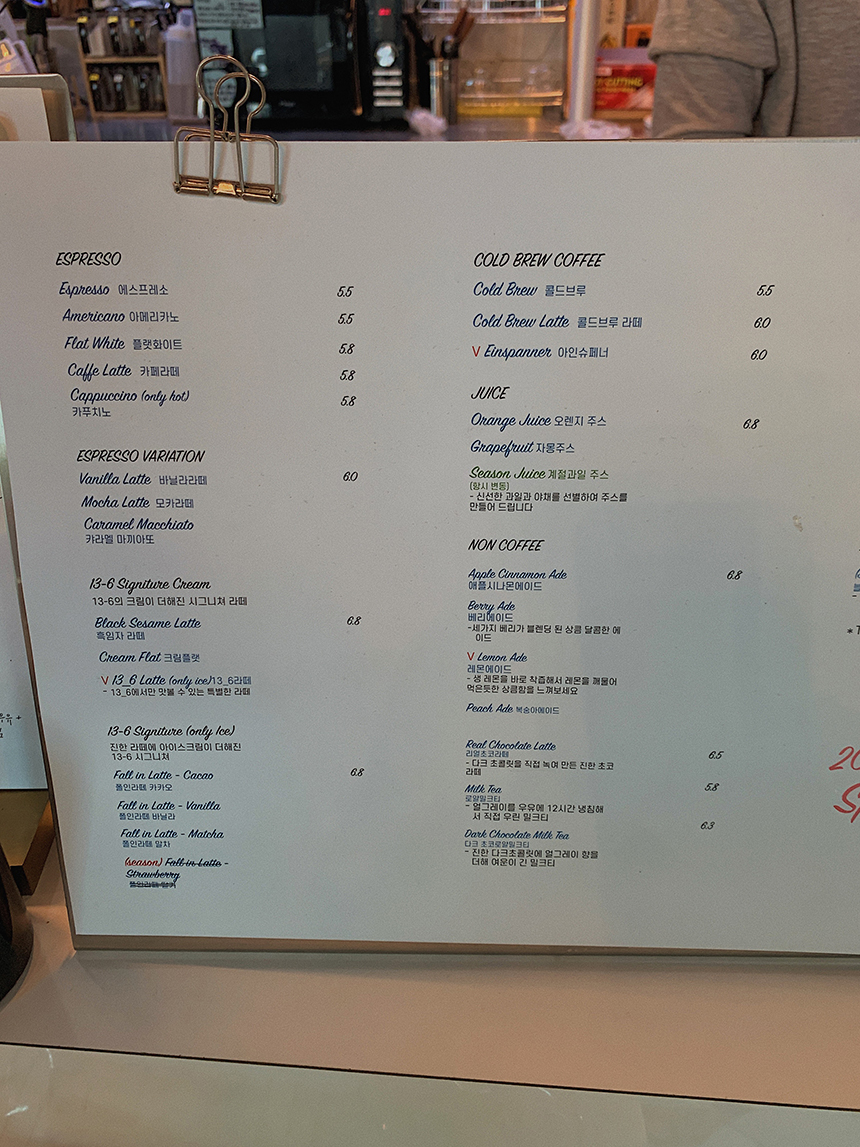 ESPRESSO
Espresso 에스프레소 5.5
Americano 아메리카노 5.5
Flat White 플랫화이트 5.8
Caffe Latte 카페라떼 5.8
Cappuccino (only hot) 5.8
카푸치노
ESPRESSO VARIATION
Vanilla Latte 바닐라라떼 6.0
Mocha Latte 모카라떼
Caramel Macchiato
카라멜 마끼아또
13-6 Signiture Cream
13-6의 크림이 더해진 시그니쳐 라떼
Black Sesame Latte 6.8
흑임자 라떼
Cream Flat 크림플랫
V 13_6 Latte (only ice)13_6라떼
- 13_6에서만 맛볼 수 있는 특별한 라떼
13-6 Signiture (only Ice)
진한 라떼에 아이스크림이 더해진
13-6 시그니쳐
Fall in Latte - Cacao 6.8
폴인라떼 카카오
Fall in Latte - Vanilla
폴인라떼 바닐라
Fall in Latte - Matcha
폴인라떼 말차
(season) Fall in Latte -
Strawberry
폴인라떼 딸기
COLD BREW COFFEE
Cold Brew 콜드브루 5.5
Cold Brew Latte 콜드브루 라떼 6.0
V Einspanner 아인슈페너 6.0
JUICE
Orange Juice 오렌지 주스 6.8
Grapefruit 자몽주스
Season Juice 계절과일 주스
(항시 변동)
- 신선한 과일과 야채를 선별하여 주스를
만들어 드립니다
NON COFFEE
Apple Cinnamon Ade 6.8
애플시나몬에이드
Berry Ade
베리에이드
-세가지 베리가 블렌딩 된 상큼 달콤한 에
이드
V Lemon Ade
레몬에이드
- 생 레몬을 바로 착즙해서 레몬을 깨물어
먹은듯한 상큼함을 느껴보세요
Peach Ade 복숭아에이드
Real Chocolate Latte 6.5
리얼초코라떼
- 다크 초콜릿을 직접 녹여 만든 진한 초코
라떼
Milk Tea 5.8
로얄밀크티
- 얼그레이를 우유에 12시간 냉침해
서 직접 우린 밀크티
Dark Chocolate Milk Tea 6.3
다크 초코로얄밀크티
- 진한 다크초콜릿에 얼그레이 향을
더해 여운이 긴 밀크티